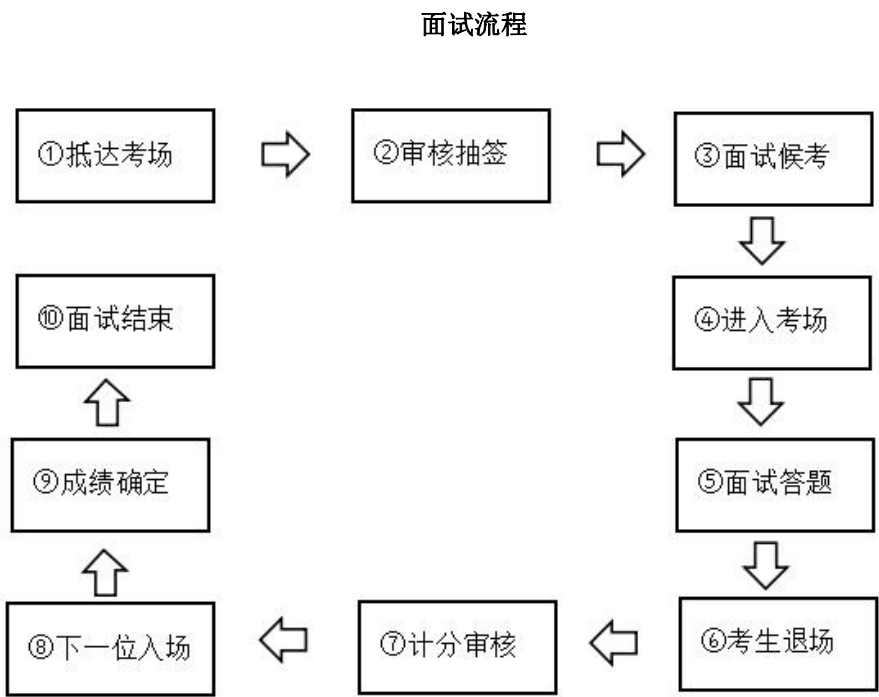 面试流程
①抵达考场
②审核抽签
③面试候考
④进入考场
⑤面试答题
⑥考生退场
⑦计分审核
⑧下一位入场
⑨成绩确定
⑩面试结束